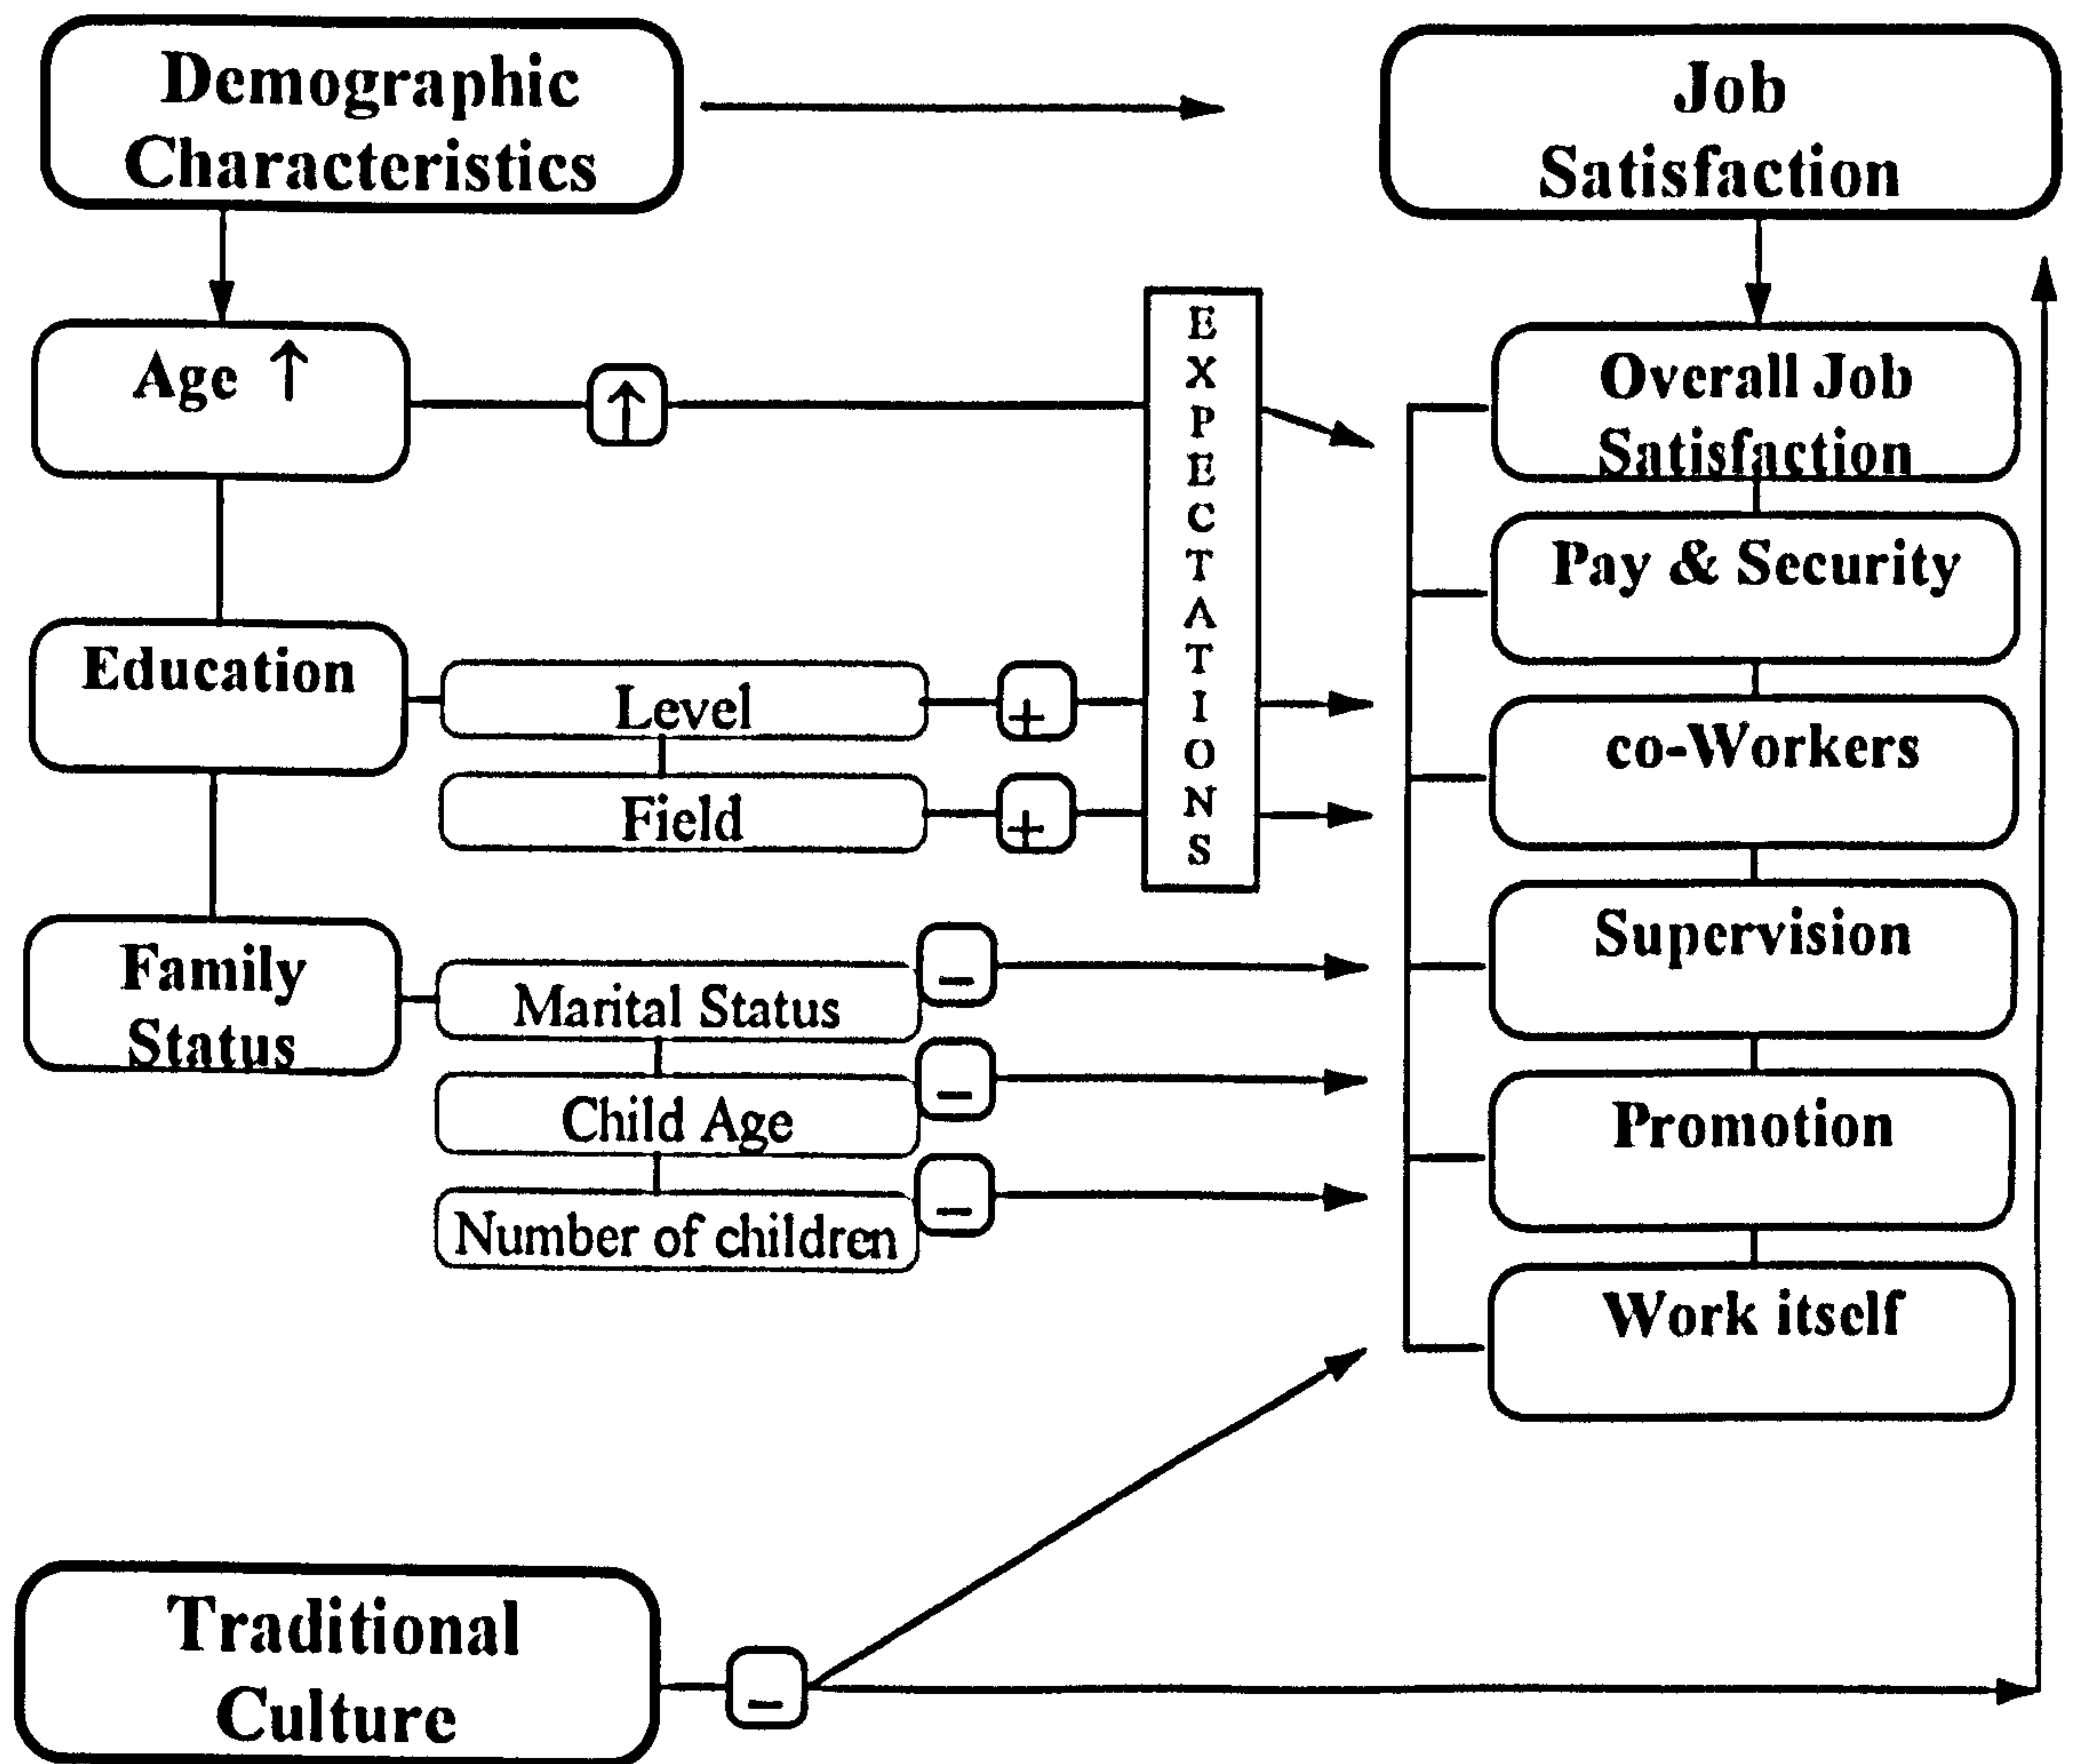 Demographic
Characteristics
Job
Satisfaction
Age ↑
↑
EXPECTATIONS
Overall Job
Satisfaction
Pay & Security
Education
Level
+
Field
+
co-Workers
Family
Status
Marital Status
−
Child Age
−
Number of children
−
Supervision
Promotion
Work itself
Traditional
Culture
−